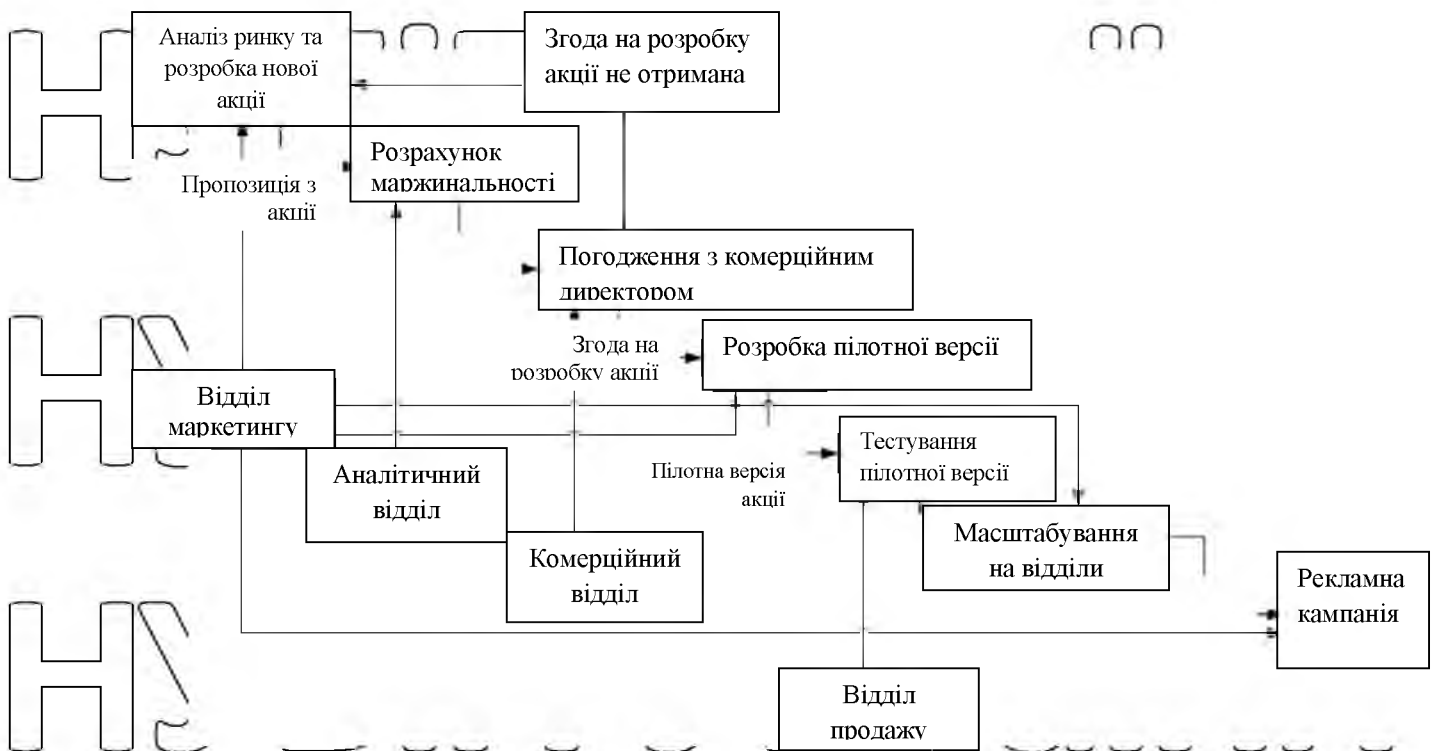 Аналіз ринку та
розробка нової
акції
Згода на розробку
акції не отримана
Розрахунок
маржинальності
Пропозиція з
акції
Погодження з комерційним
директором
Згода на
розробку акції
Розробка пілотної версії
Відділ
маркетингу
Тестування
пілотної версії
Пілотна версія
акції
Аналітичний
відділ
Масштабування
на відділи
Комерційний
відділ
Рекламна
кампанія
Відділ
продажу